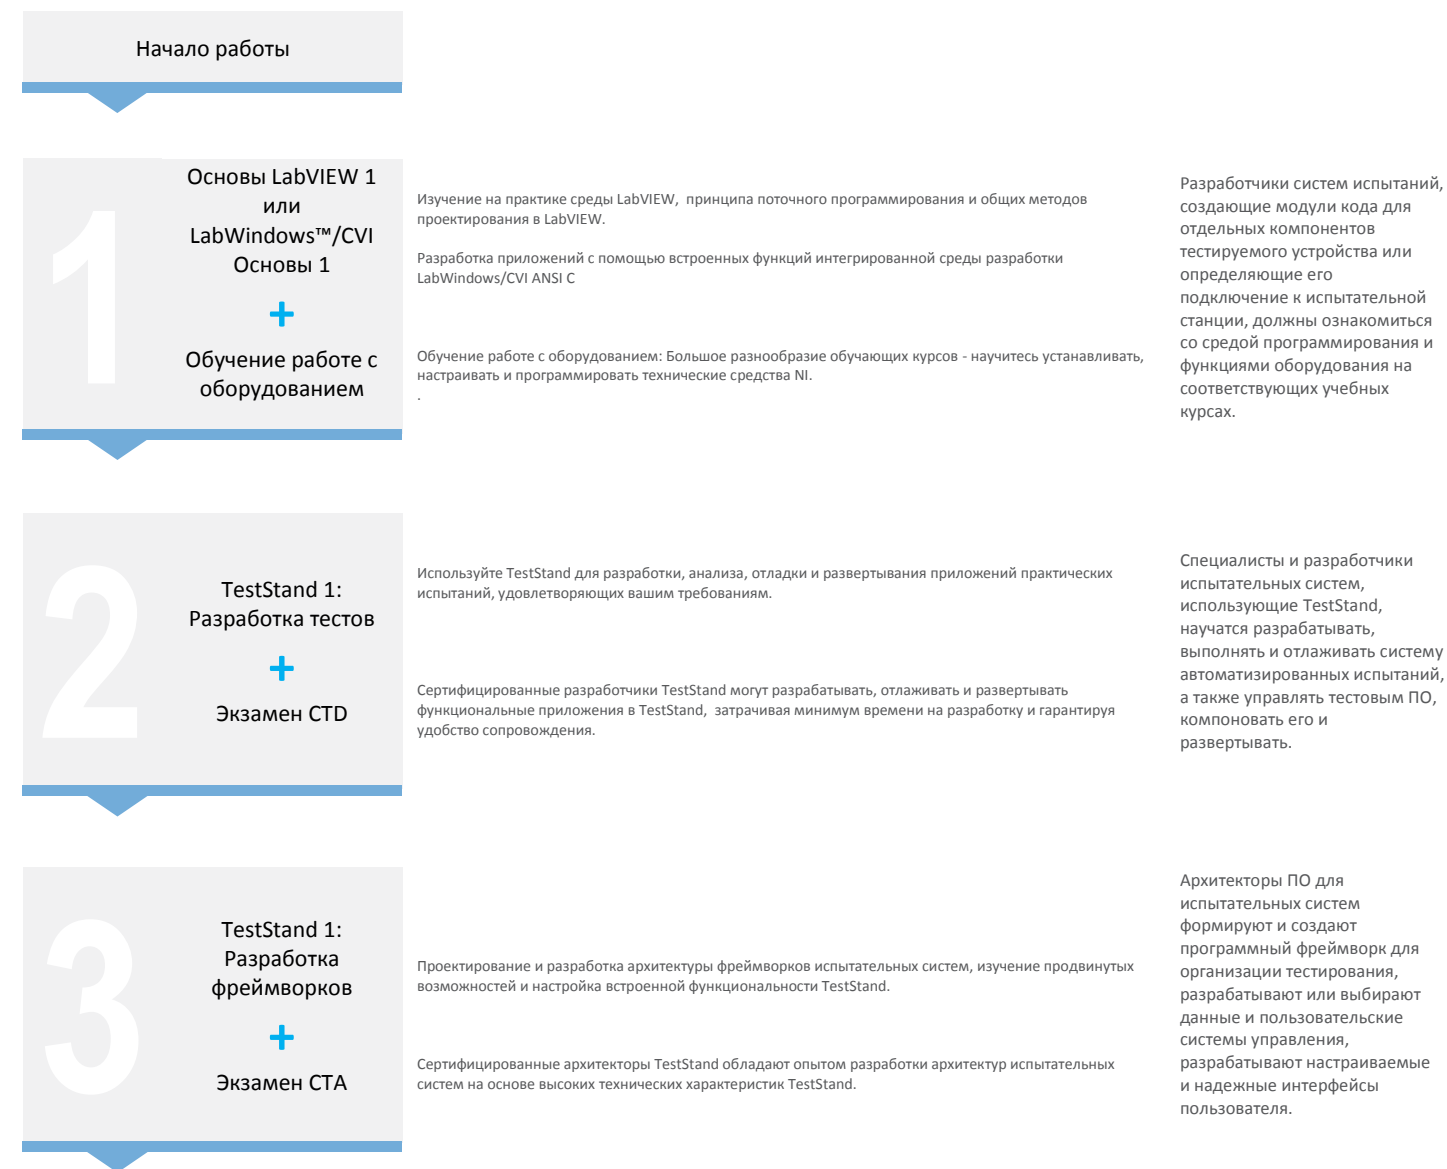 Начало работы
1
Основы LabVIEW 1
или
LabWindows™/CVI
Основы 1
+
Обучение работе с
оборудованием
Изучение на практике среды LabVIEW, принципа поточного программирования и общих методов
проектирования в LabVIEW.
Разработка приложений с помощью встроенных функций интегрированной среды разработки
LabWindows/CVI ANSI C
Обучение работе с оборудованием: Большое разнообразие обучающих курсов - научитесь устанавливать,
настраивать и программировать технические средства NI.
.
Разработчики систем испытаний,
создающие модули кода для
отдельных компонентов
тестируемого устройства или
определяющие его
подключение к испытательной
станции, должны ознакомиться
со средой программирования и
функциями оборудования на
соответствующих учебных
курсах.
2
TestStand 1:
Разработка тестов
+
Экзамен CTD
Используйте TestStand для разработки, анализа, отладки и развертывания приложений практических
испытаний, удовлетворяющих вашим требованиям.
Сертифицированные разработчики TestStand могут разрабатывать, отлаживать и развертывать
функциональные приложения в TestStand, затрачивая минимум времени на разработку и гарантируя
удобство сопровождения.
Специалисты и разработчики
испытательных систем,
использующие TestStand,
научатся разрабатывать,
выполнять и отлаживать систему
автоматизированных испытаний,
а также управлять тестовым ПО,
компоновать его и
развертывать.
3
TestStand 1:
Разработка
фреймворков
+
Экзамен CTA
Проектирование и разработка архитектуры фреймворков испытательных систем, изучение продвинутых
возможностей и настройка встроенной функциональности TestStand.
Сертифицированные архитекторы TestStand обладают опытом разработки архитектур испытательных
систем на основе высоких технических характеристик TestStand.
Архитекторы ПО для
испытательных систем
формируют и создают
программный фреймворк для
организации тестирования,
разрабатывают или выбирают
данные и пользовательские
системы управления,
разрабатывают настраиваемые
и надежные интерфейсы
пользователя.